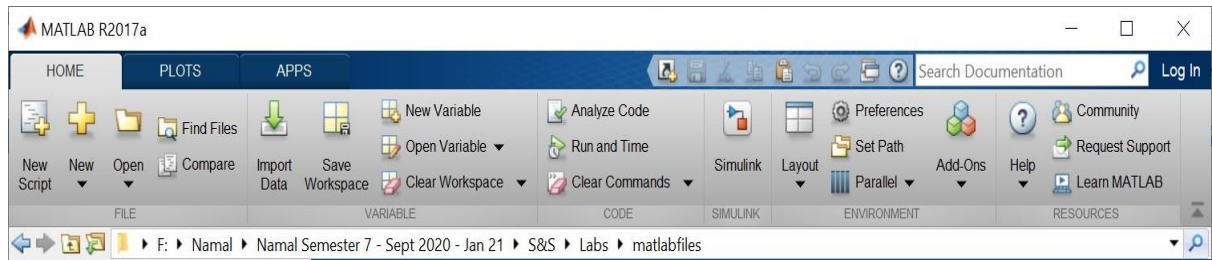 MATLAB R2017a
HOME PLOTS APPS Search Documentation Log In
New Script
New
Open
Find Files
Compare
Import Data
Save Workspace
New Variable
Open Variable
Clear Workspace
Analyze Code
Run and Time
Clear Commands
Simulink
Layout
Preferences
Set Path
Parallel
Add-Ons
Help
Community
Request Support
Learn MATLAB
FILE VARIABLE CODE SIMULINK ENVIRONMENT RESOURCES
F: Namal Namal Semester 7 - Sept 2020 - Jan 21 S&S Labs matlabfiles